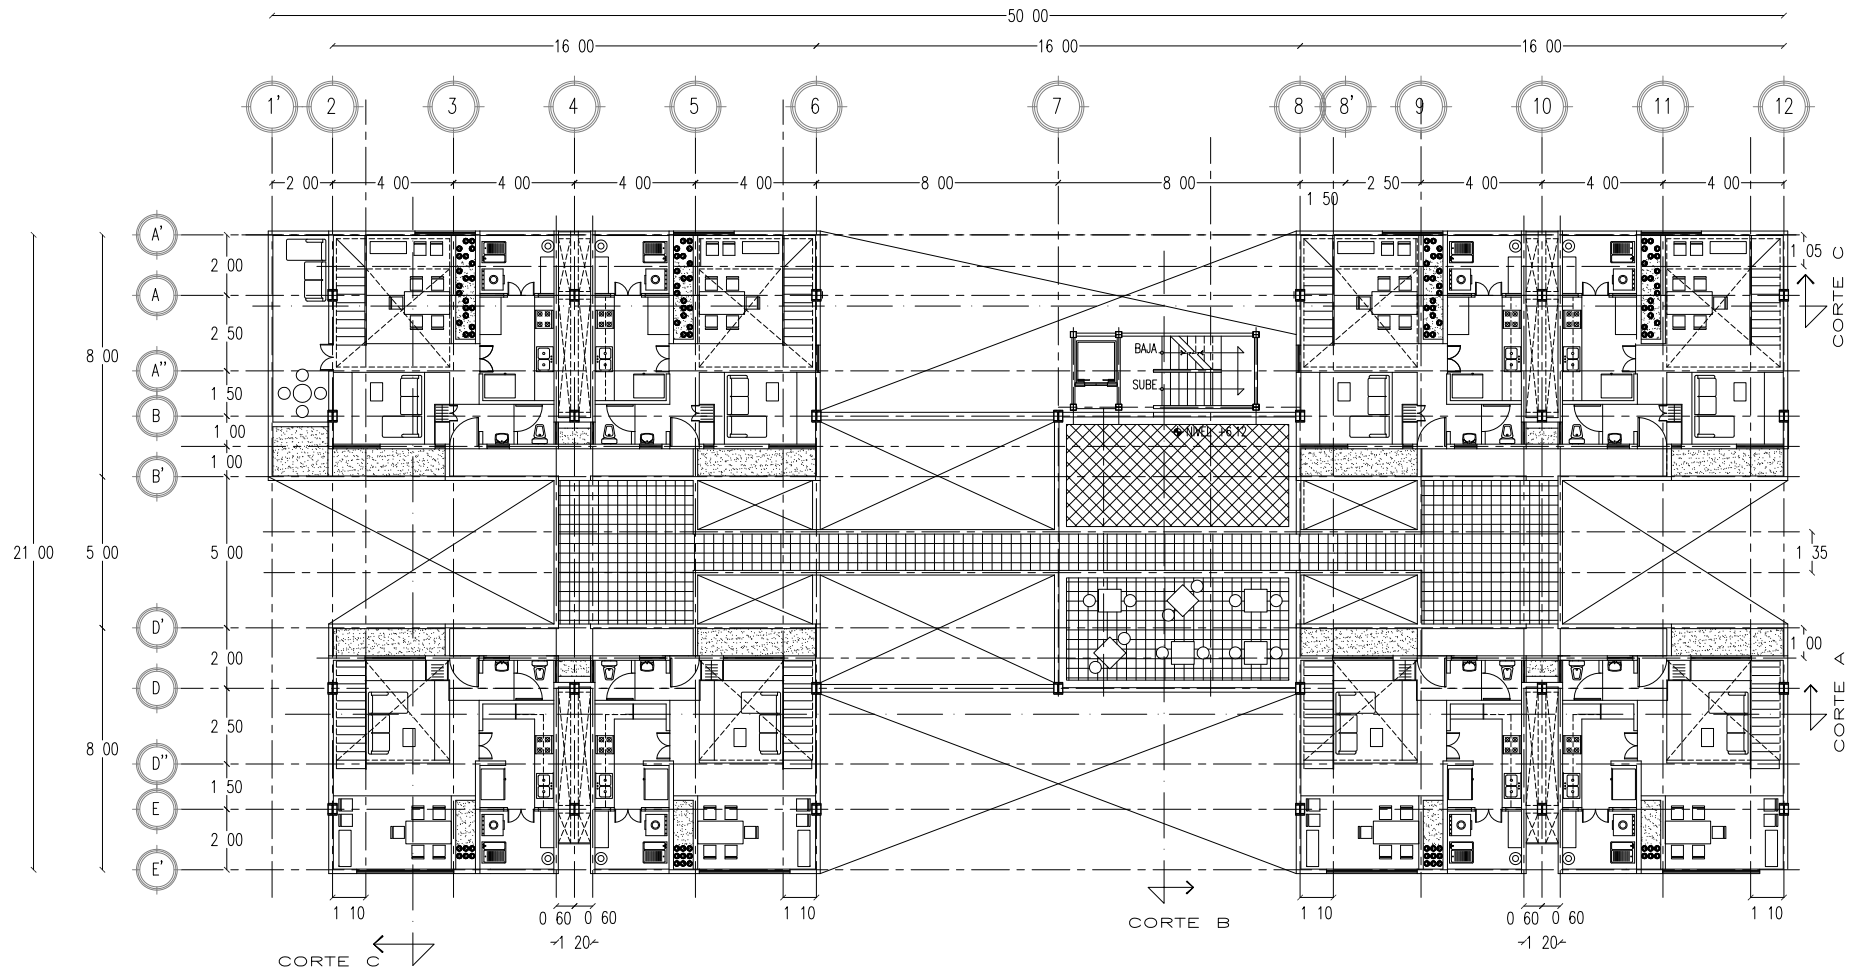 50 00
16 00 16 00 16 00
1' 2 3 4 5 6 7 8 8' 9 10 11 12
2 00 4 00 4 00 4 00 4 00 8 00 8 00 2 50 4 00 4 00 4 00
1 50
A'
2 00
1 05
CORTE C
A
2 50
8 00
BAJA
A''
SUBE
1 50
B
1 00
NIVEL +6.12
1 00
B'
21 00
5 00
5 00
1 35
D'
2 00
1 00
D
CORTE A
2 50
8 00
D''
1 50
E
2 00
E'
1 10 1 10 1 10 1 10
0 60 0 60 0 60 0 60
CORTE B
1 20 1 20
CORTE C